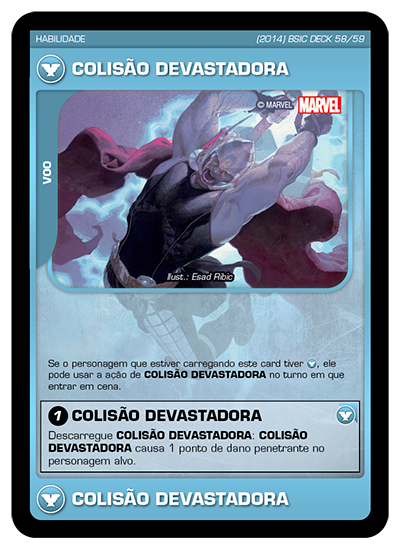 HABILIDADE
(2014) BSIC DECK 58/59
COLISÃO DEVASTADORA
© MARVEL MARVEL
VOO
Ilust.: Esad Ribic
Se o personagem que estiver carregando este card tiver , ele
pode usar a ação de COLISÃO DEVASTADORA no turno em que
entrar em cena.
1 COLISÃO DEVASTADORA
Descarregue COLISÃO DEVASTADORA: COLISÃO
DEVASTADORA causa 1 ponto de dano penetrante no
personagem alvo.
COLISÃO DEVASTADORA